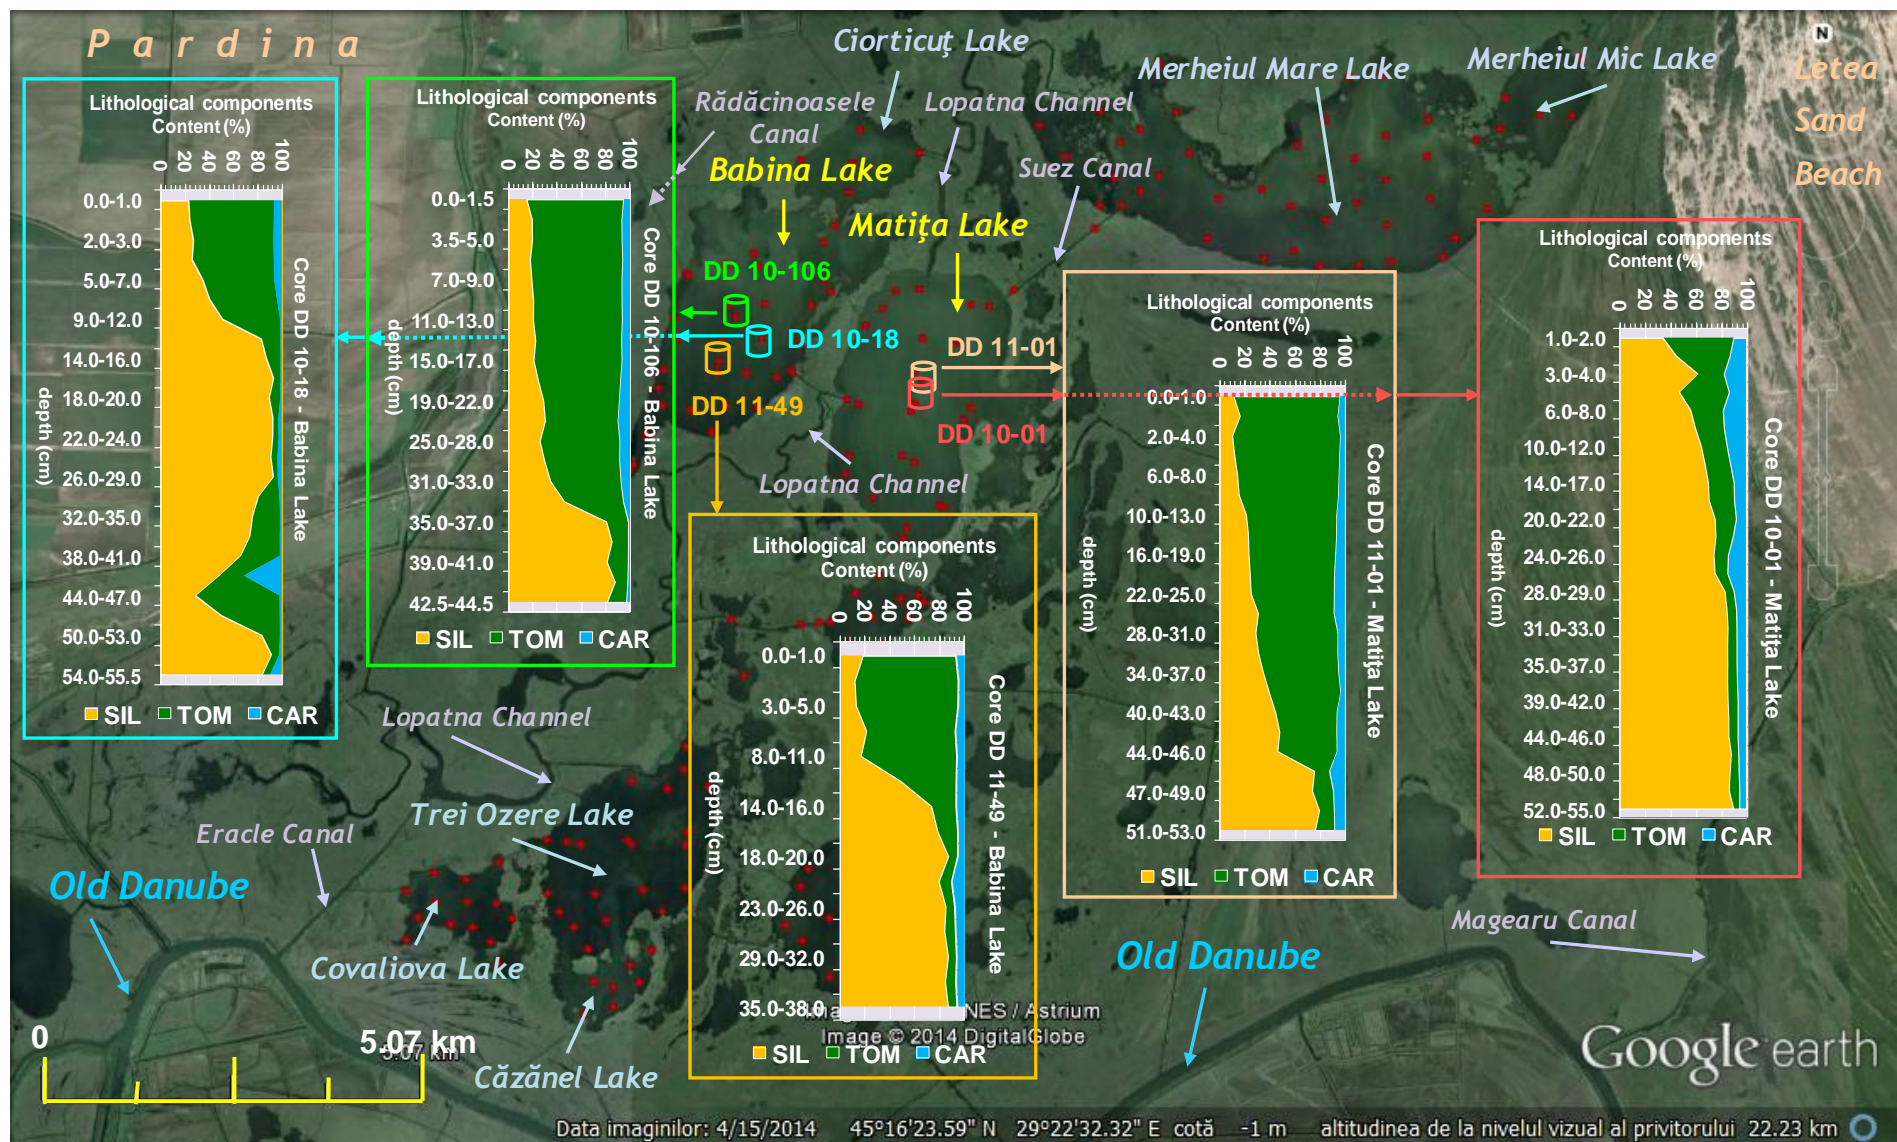 Pardina
Ciorticuț Lake
Merheiul Mare Lake
Merheiul Mic Lake
N
Letea
Sand
Beach
Rădăcinoasele
Canal
Lopatna Channel
Suez Canal
Babina Lake
Matița Lake
DD 10-106
DD 10-18
DD 11-49
DD 11-01
DD 10-01
Lopatna Channel
Lithological components
Content (%)
0 20 40 60 80 100
0.0-1.0
2.0-3.0
5.0-7.0
9.0-12.0
14.0-16.0
18.0-20.0
22.0-24.0
26.0-29.0
32.0-35.0
38.0-41.0
44.0-47.0
50.0-53.0
54.0-55.5
depth (cm)
Core DD 10-18 - Babina Lake
SIL TOM CAR
Lithological components
Content (%)
0 20 40 60 80 100
0.0-1.5
3.5-5.0
7.0-9.0
11.0-13.0
15.0-17.0
19.0-22.0
25.0-28.0
31.0-33.0
35.0-37.0
39.0-41.0
42.5-44.5
depth (cm)
Core DD 10-106 - Babina Lake
SIL TOM CAR
Lithological components
Content (%)
0 20 40 60 80 100
0.0-1.0
3.0-5.0
8.0-11.0
14.0-16.0
18.0-20.0
23.0-26.0
29.0-32.0
35.0-38.0
depth (cm)
Core DD 11-49 - Babina Lake
SIL TOM CAR
Lithological components
Content (%)
0 20 40 60 80 100
0.0-1.0
2.0-4.0
6.0-8.0
10.0-13.0
16.0-19.0
22.0-25.0
28.0-31.0
34.0-37.0
40.0-43.0
44.0-46.0
47.0-49.0
51.0-53.0
depth (cm)
Core DD 11-01 - Matița Lake
SIL TOM CAR
Lithological components
Content (%)
0 20 40 60 80 100
1.0-2.0
3.0-4.0
6.0-8.0
10.0-12.0
14.0-17.0
20.0-22.0
24.0-26.0
28.0-29.0
31.0-33.0
35.0-37.0
39.0-42.0
44.0-46.0
48.0-50.0
52.0-55.0
depth (cm)
Core DD 10-01 - Matița Lake
SIL TOM CAR
Lopatna Channel
Trei Ozere Lake
Eracle Canal
Old Danube
Covaliova Lake
Căzănel Lake
Old Danube
Magearu Canal
0 5.07 km
5.07 km
NES / Astrium
Image © 2014 DigitalGlobe
Google earth
Data imaginilor: 4/15/2014 45°16'23.59" N 29°22'32.32" E cotă -1 m altitudinea de la nivelul vizual al privitorului 22.23 km